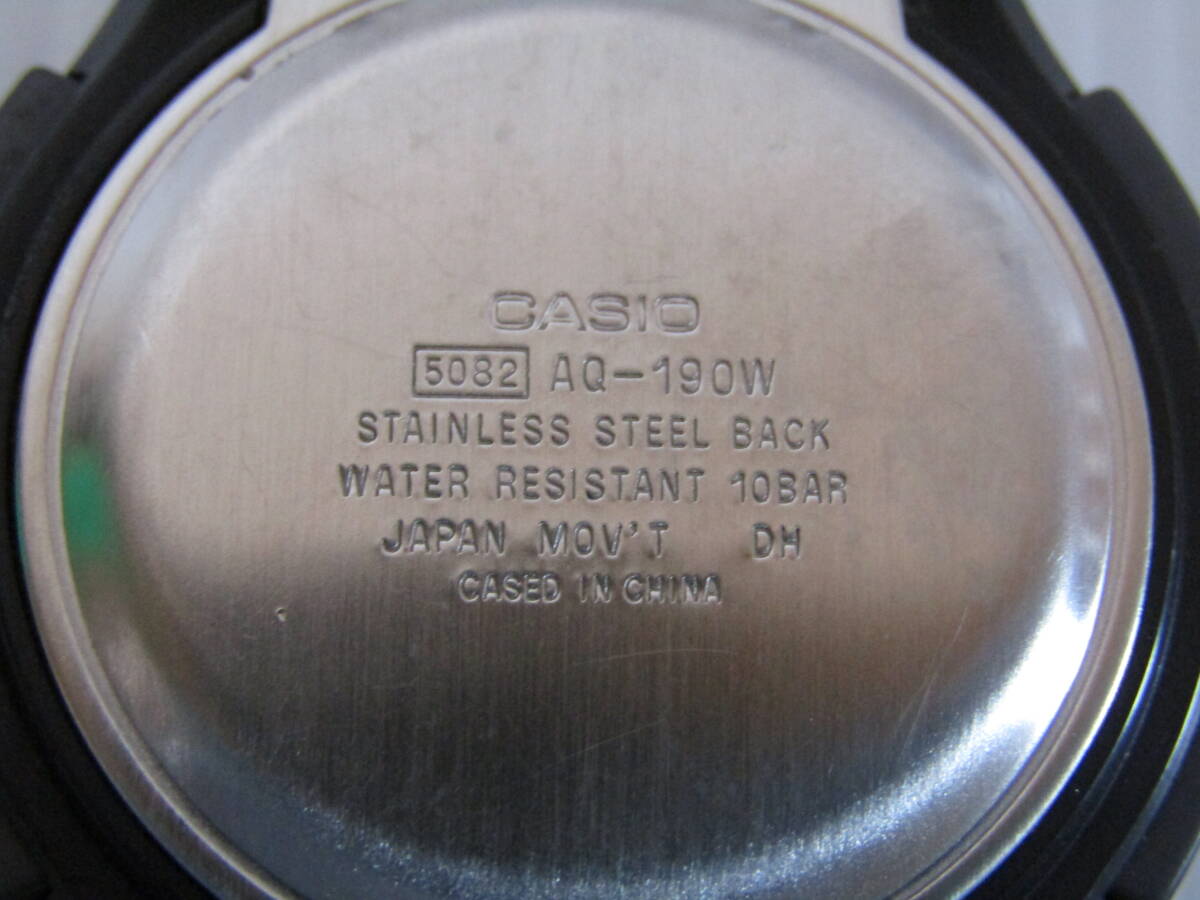 CASIO
5082 AQ-190W
STAINLESS STEEL BACK
WATER RESISTANT 10BAR
JAPAN MOV'T DH
CASED IN CHINA